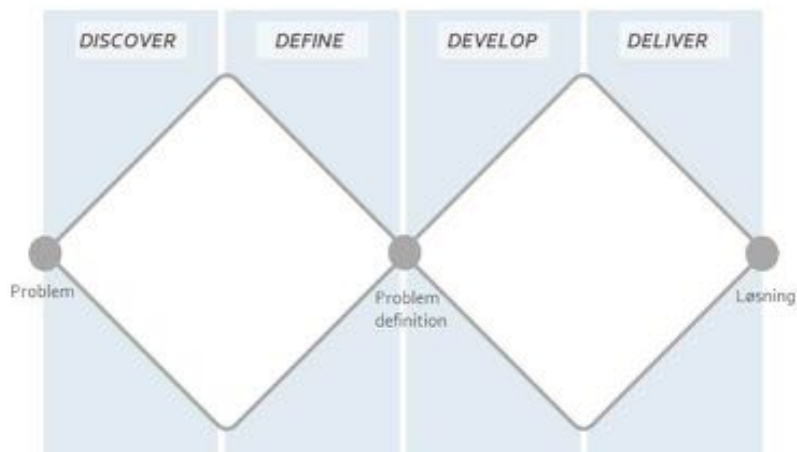 DISCOVER
DEFINE
DEVELOP
DELIVER
Problem
Problem
definition
Løsning